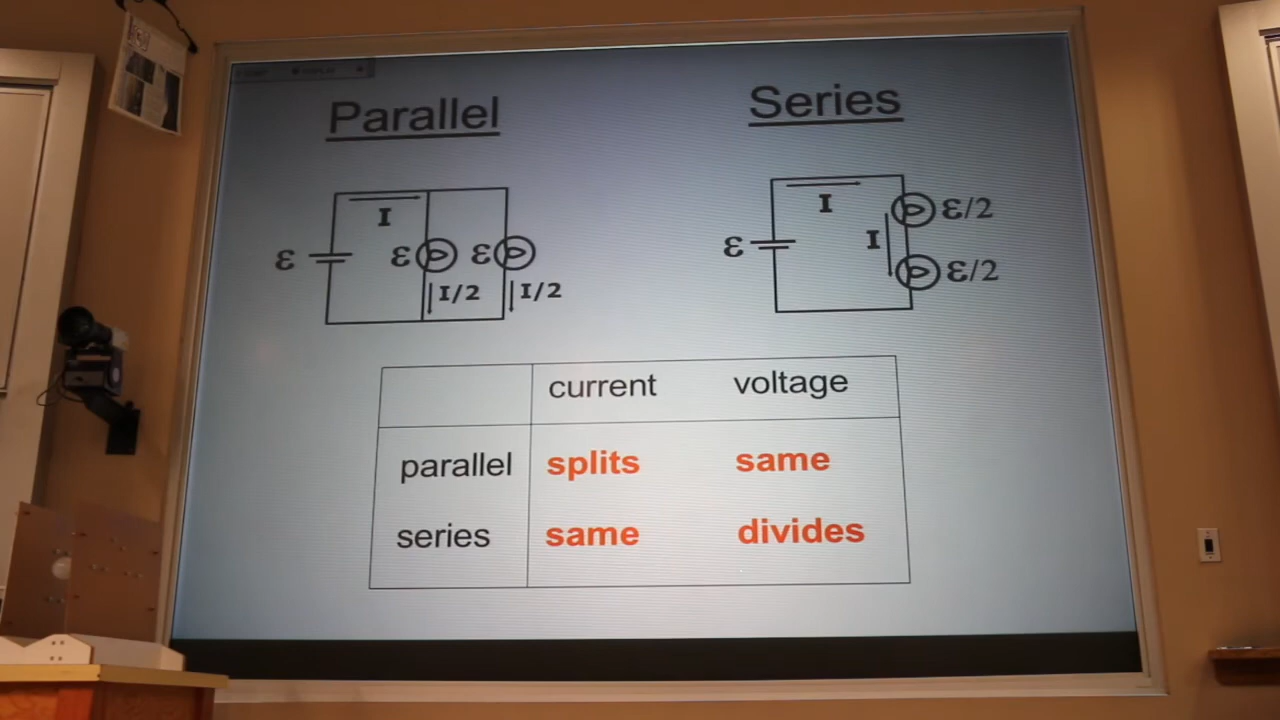 Parallel
Series
I
ε
ε
ε
I/2
I/2
I
ε/2
ε
I
ε/2
current voltage
parallel splits same
series same divides